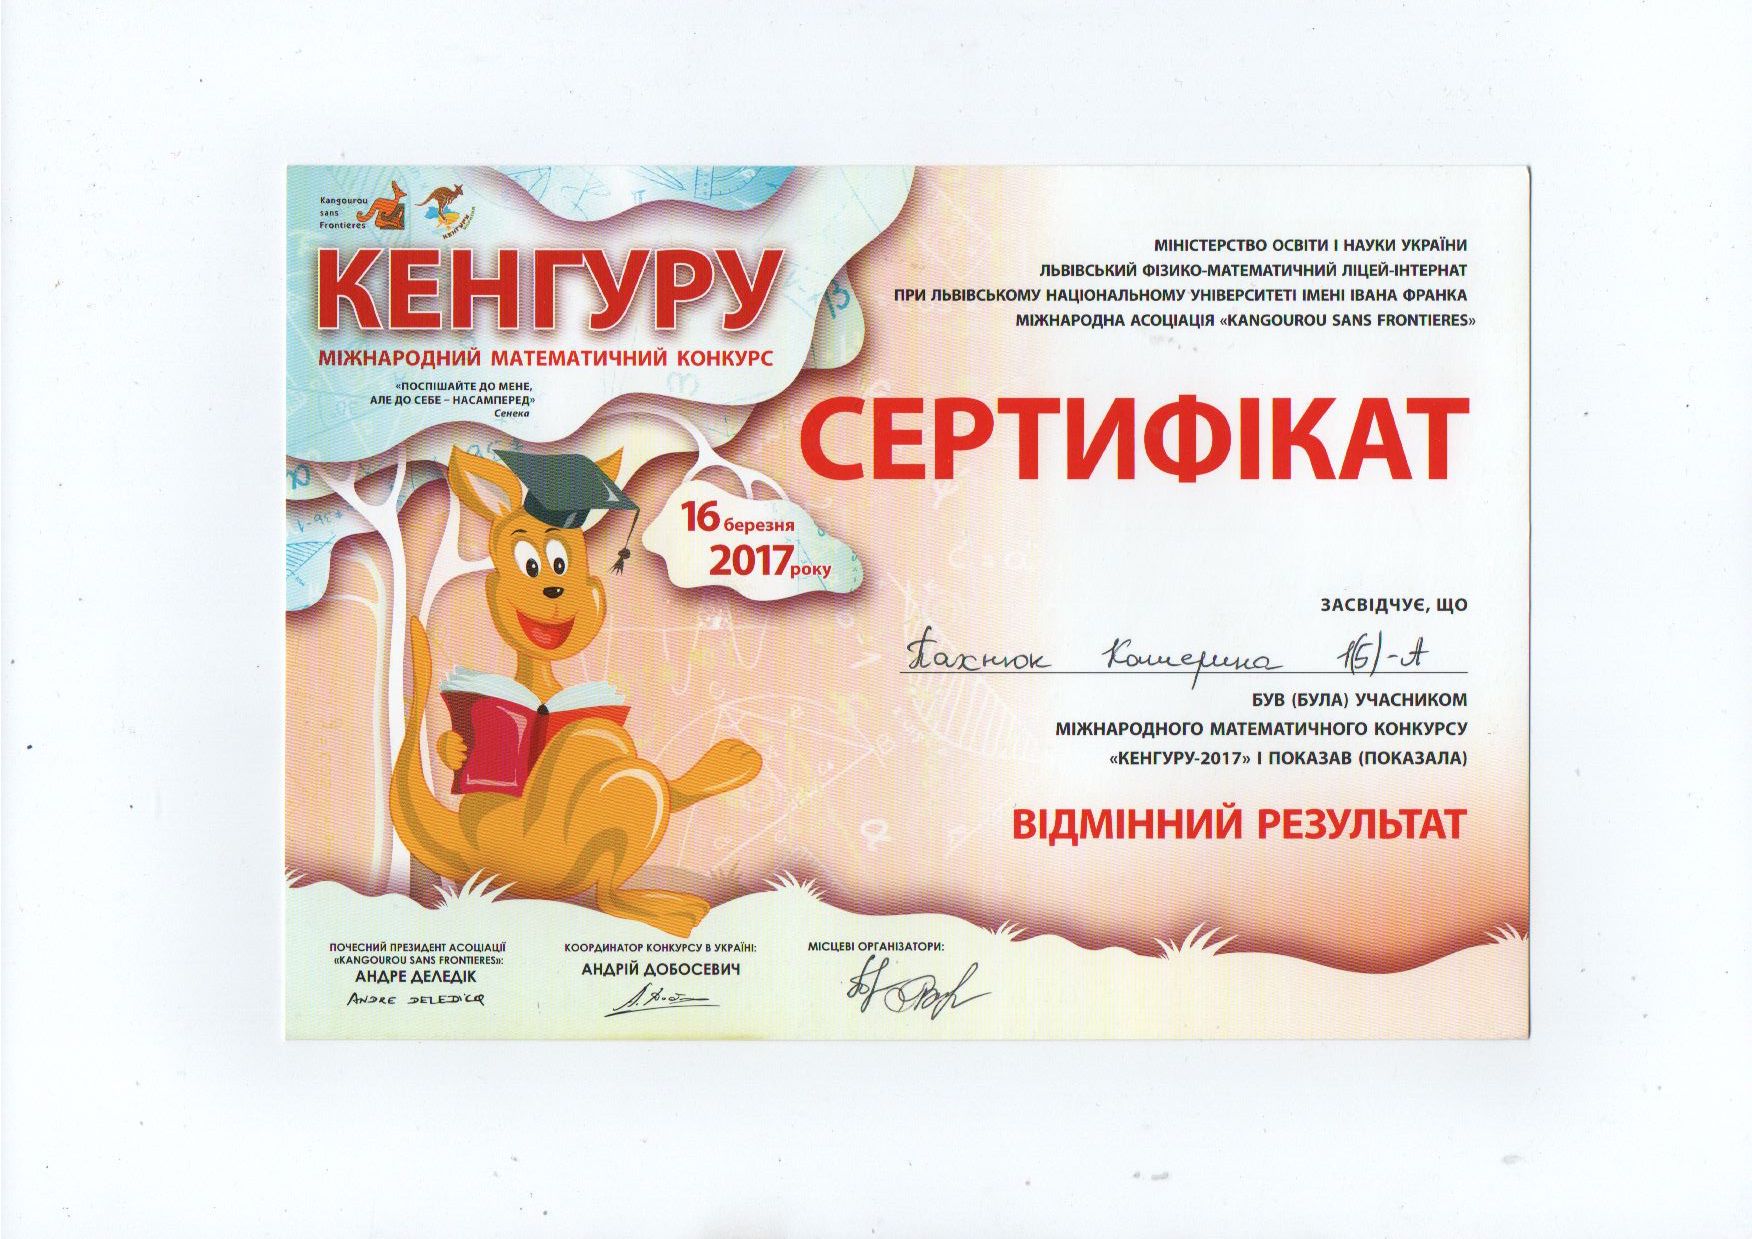 Kangourou
sans
Frontieres
КЕНГУРУ
КЕНГУРУ
МІЖНАРОДНИЙ МАТЕМАТИЧНИЙ КОНКУРС
«ПОСПІШАЙТЕ ДО МЕНЕ,
АЛЕ ДО СЕБЕ – НАСАМПЕРЕД»
Сенека
МІНІСТЕРСТВО ОСВІТИ І НАУКИ УКРАЇНИ
ЛЬВІВСЬКИЙ ФІЗИКО-МАТЕМАТИЧНИЙ ЛІЦЕЙ-ІНТЕРНАТ
ПРИ ЛЬВІВСЬКОМУ НАЦІОНАЛЬНОМУ УНІВЕРСИТЕТІ ІМЕНІ ІВАНА ФРАНКА
МІЖНАРОДНА АСОЦІАЦІЯ «KANGOUROU SANS FRONTIERES»
СЕРТИФІКАТ
16 березня
2017 року
ЗАСВІДЧУЄ, ЩО
Пахнюк Катерина 1(5)-А
БУВ (БУЛА) УЧАСНИКОМ
МІЖНАРОДНОГО МАТЕМАТИЧНОГО КОНКУРСУ
«КЕНГУРУ-2017» І ПОКАЗАВ (ПОКАЗАЛА)
ВІДМІННИЙ РЕЗУЛЬТАТ
ПОЧЕСНИЙ ПРЕЗИДЕНТ АСОЦІАЦІЇ
«KANGOUROU SANS FRONTIERES»:
АНДРЕ ДЕЛЕДІК
ANDRE DELEDICQ
КООРДИНАТОР КОНКУРСУ В УКРАЇНІ:
АНДРІЙ ДОБОСЕВИЧ
МІСЦЕВІ ОРГАНІЗАТОРИ: